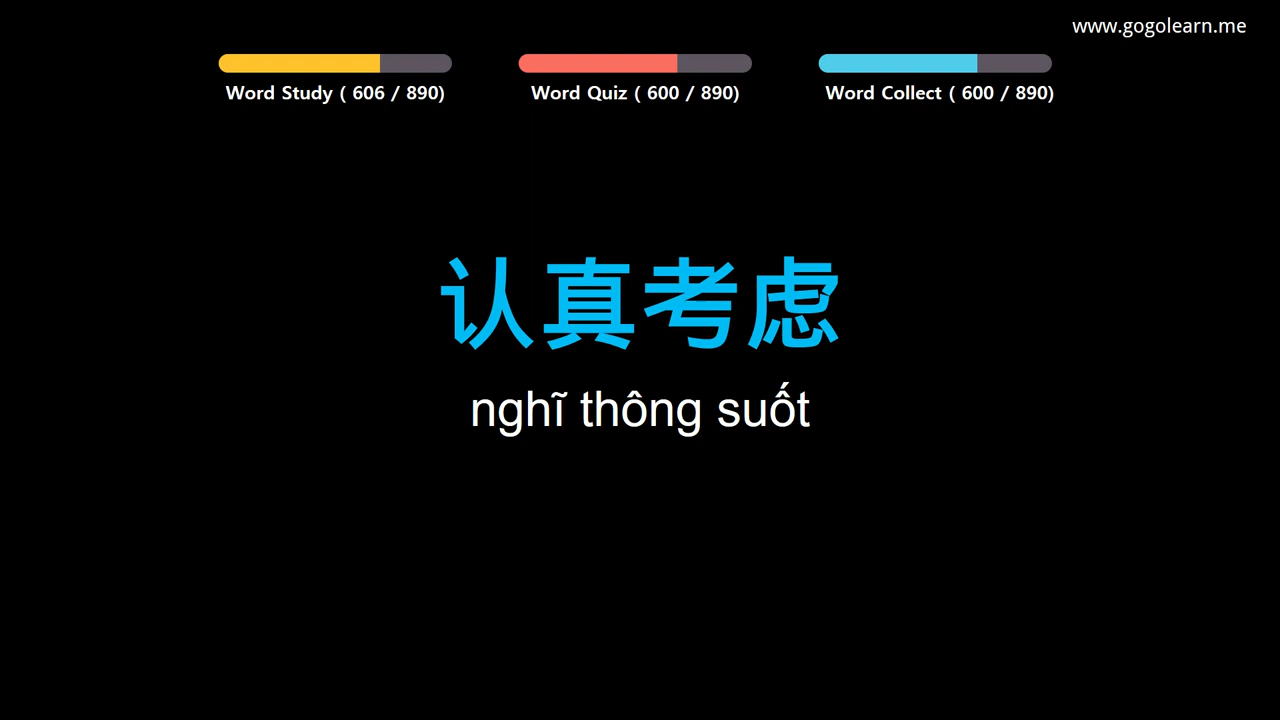 www.gogolearn.me
Word Study ( 606 / 890)
Word Quiz ( 600 / 890)
Word Collect ( 600 / 890)
认真考虑
nghĩ thông suốt